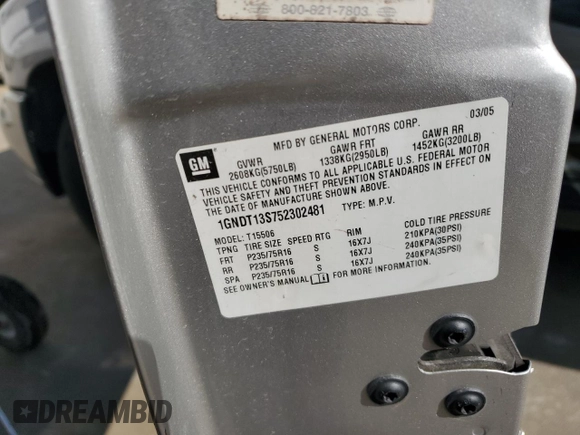 800-821-7803
MFD BY GENERAL MOTORS CORP. 03/05
GM
GVWR GAWR FRT GAWR RR
2608KG(5750LB) 1338KG(2950LB) 1452KG(3200LB)
THIS VEHICLE CONFORMS TO ALL APPLICABLE U.S. FEDERAL MOTOR
VEHICLE SAFETY AND THEFT PREVENTION STANDARDS IN EFFECT ON
THE DATE OF MANUFACTURE SHOWN ABOVE.
1GNDT13S752302481 TYPE: M.P.V.
MODEL: T15506
TPNG TIRE SIZE SPEED RTG RIM COLD TIRE PRESSURE
FRT P235/75R16 S 16X7J 210KPA(30PSI)
RR P235/75R16 S 16X7J 240KPA(35PSI)
SPA P235/75R16 S 16X7J 240KPA(35PSI)
SEE OWNER'S MANUAL FOR MORE INFORMATION.
DREAMBID